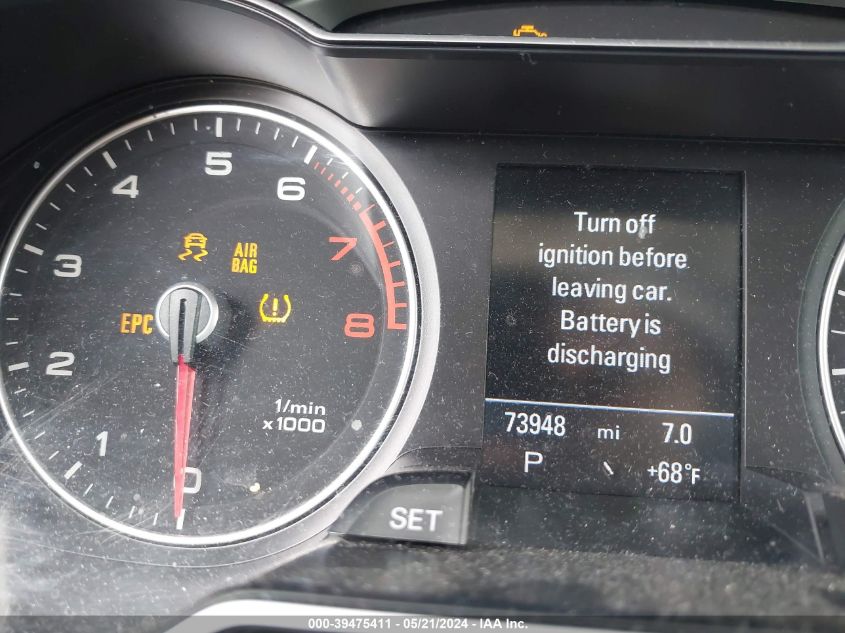 5
4
6
3
AIR
BAG
7
EPC
8
2
1/min
x1000
1
0
SET
Turn off
ignition before
leaving car.
Battery is
discharging
73948 mi 7.0
P +68°F
000-39475411 - 05/21/2024 - IAA Inc.